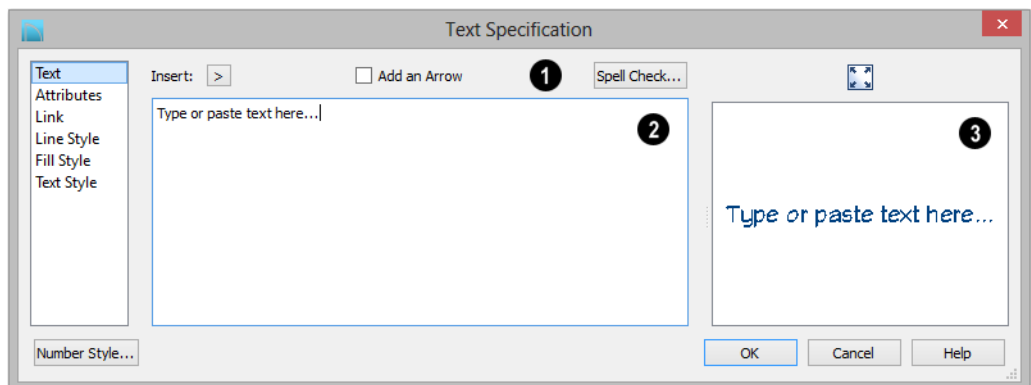 Text Specification
Text
Attributes
Link
Line Style
Fill Style
Text Style
Insert: >
Add an Arrow
1
Spell Check...
Type or paste text here...
2
3
Type or paste text here...
Number Style...
OK
Cancel
Help